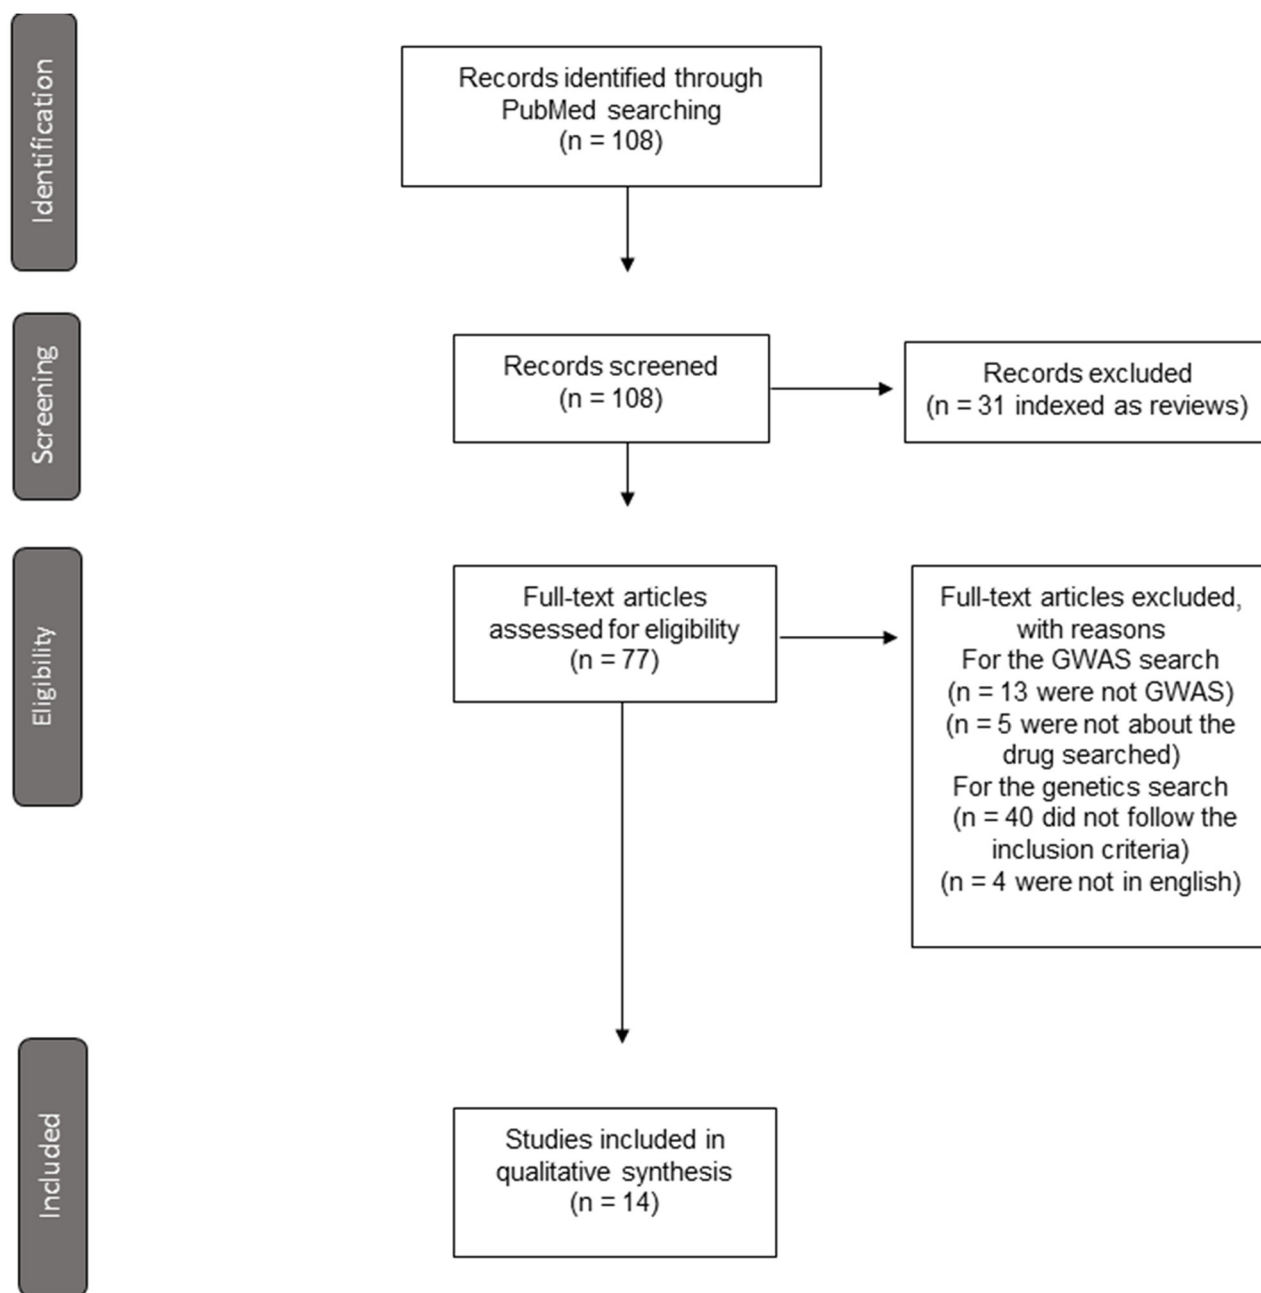 Identification
Records identified through
PubMed searching
(n = 108)
Screening
Records screened
(n = 108)
Records excluded
(n = 31 indexed as reviews)
Eligibility
Full-text articles
assessed for eligibility
(n = 77)
Full-text articles excluded,
with reasons
For the GWAS search
(n = 13 were not GWAS)
(n = 5 were not about the
drug searched)
For the genetics search
(n = 40 did not follow the
inclusion criteria)
(n = 4 were not in english)
Included
Studies included in
qualitative synthesis
(n = 14)